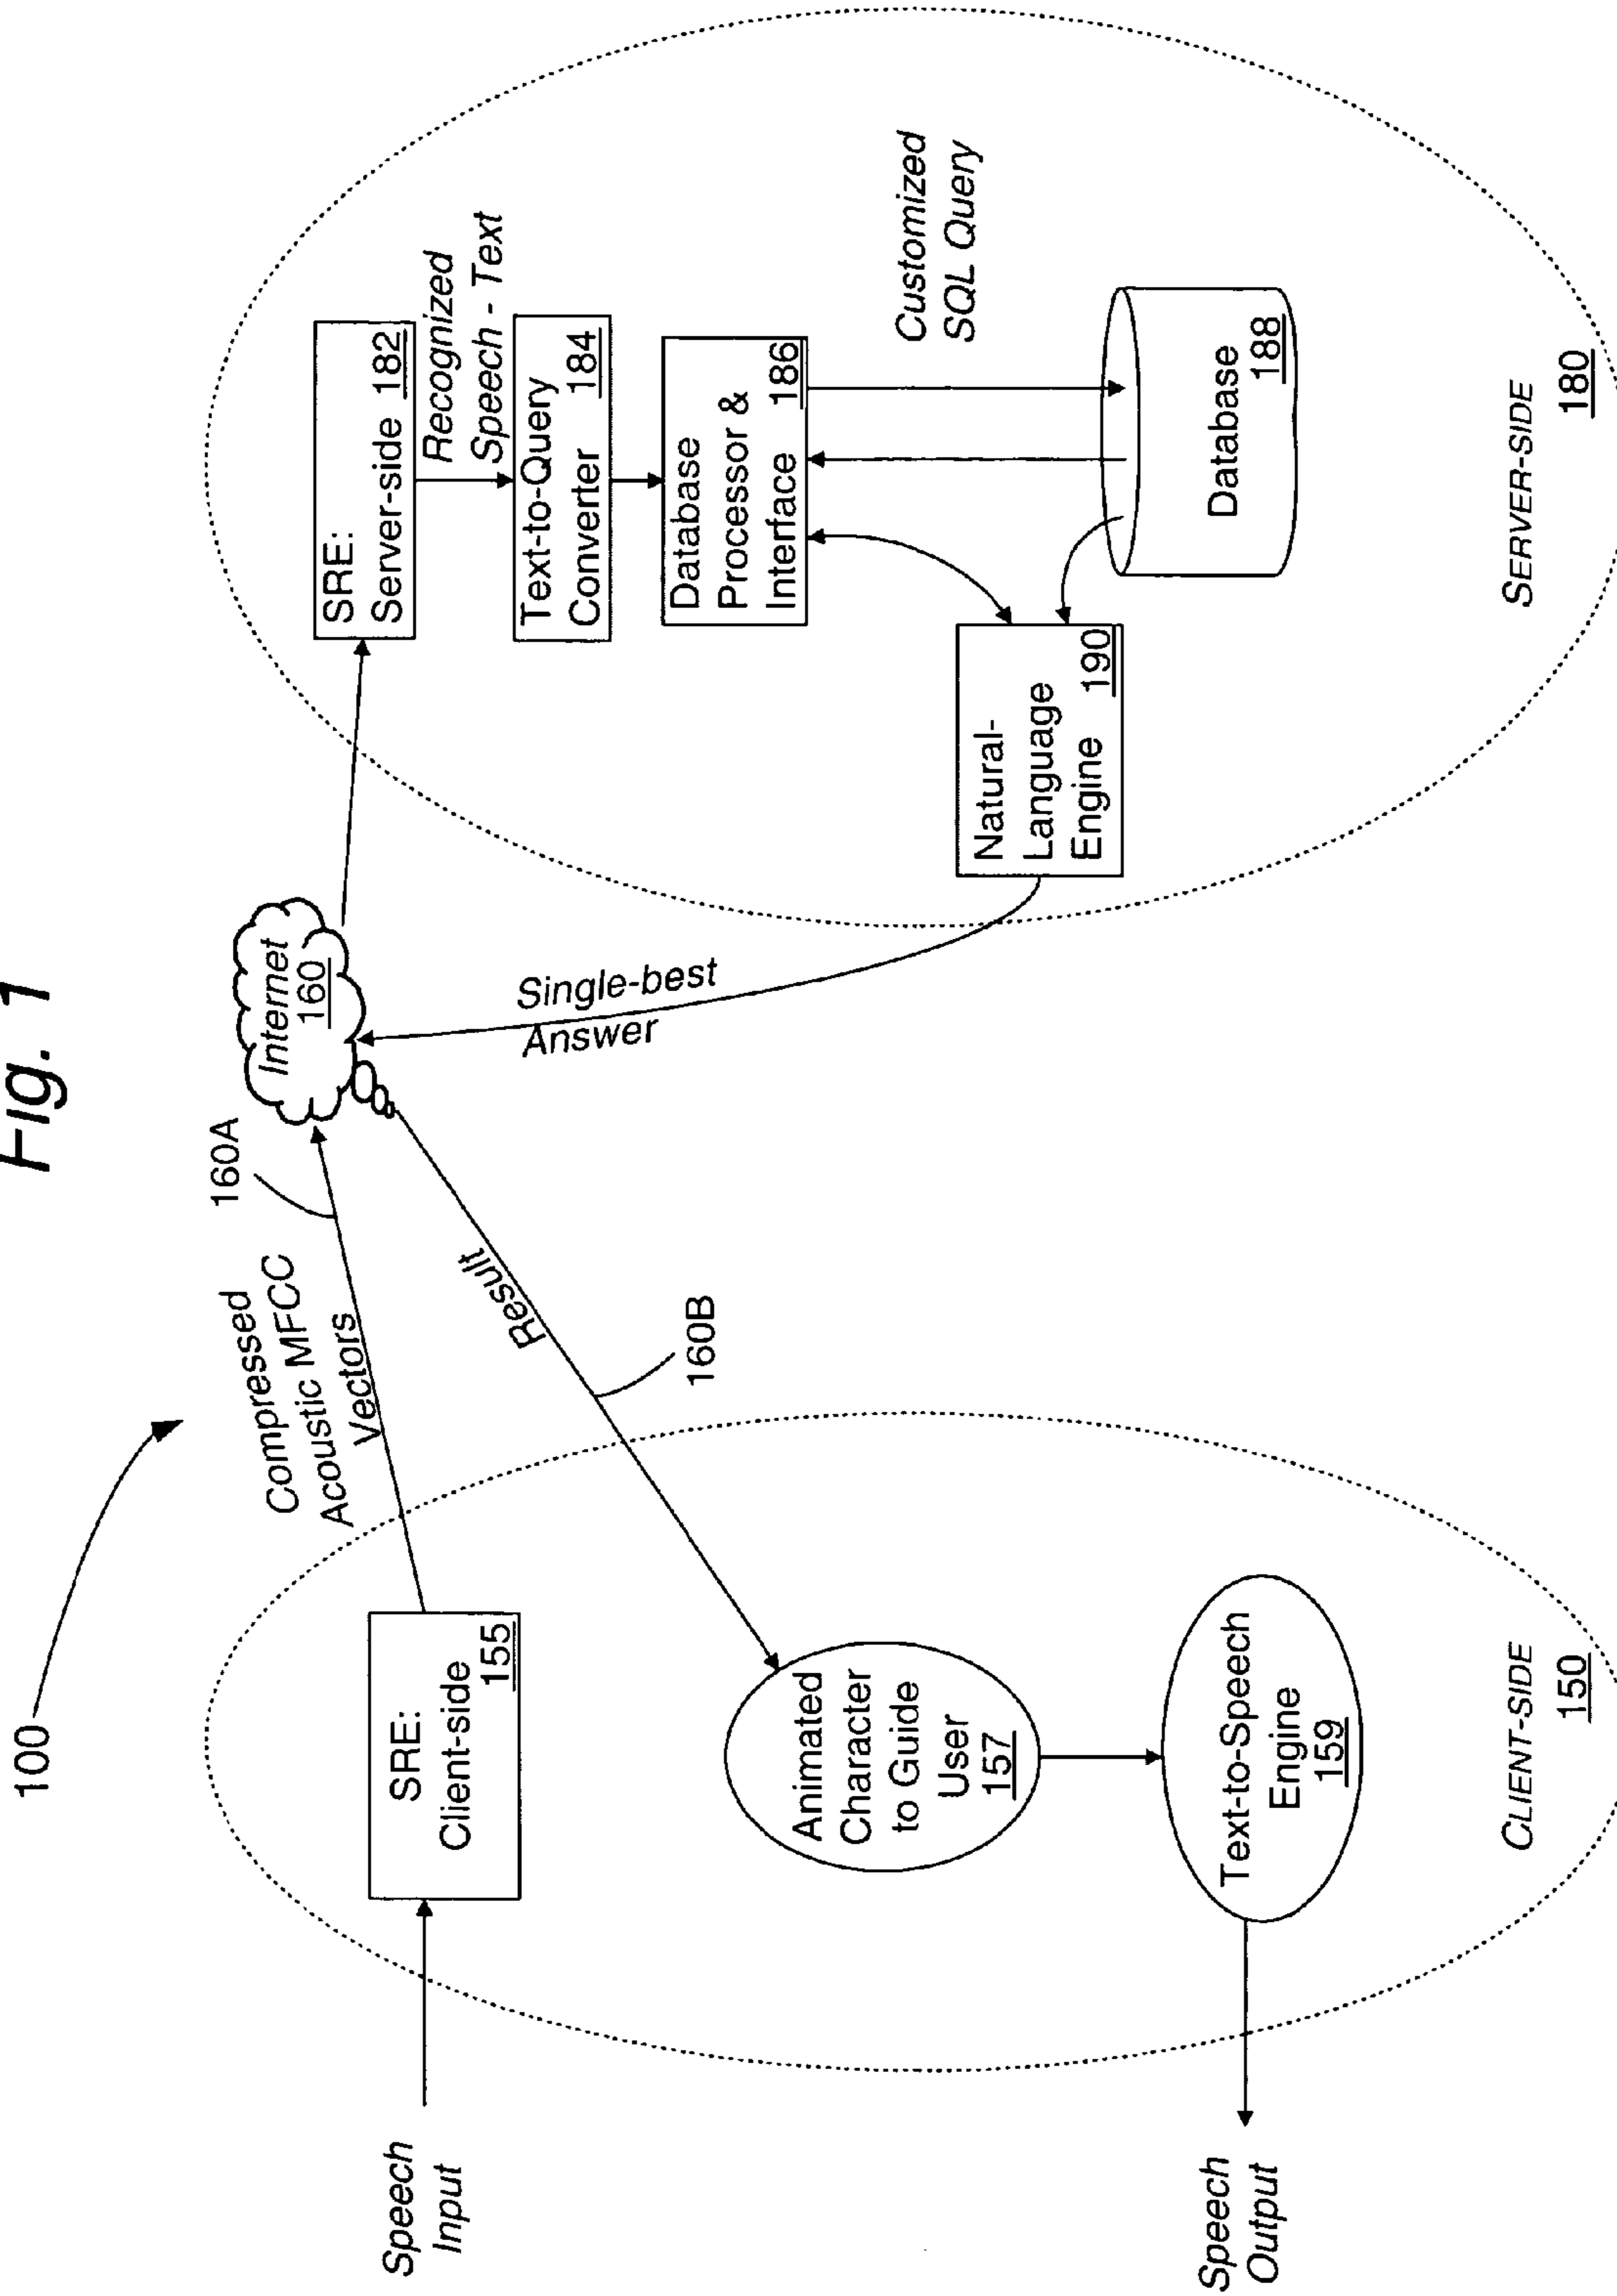 Fig. 1
100
Speech
Input
SRE:
Client-side
155
Compressed
Acoustic MFCC
Vectors
160A
Internet
160
Result
160B
Single-best
Answer
Animated
Character
to Guide
User
157
Text-to-Speech
Engine
159
Speech
Output
CLIENT-SIDE
150
SRE:
Server-side 182
Recognized
Speech - Text
Text-to-Query
Converter 184
Database
Processor &
Interface 186
Customized
SQL Query
Natural-
Language
Engine 190
Database
188
SERVER-SIDE
180